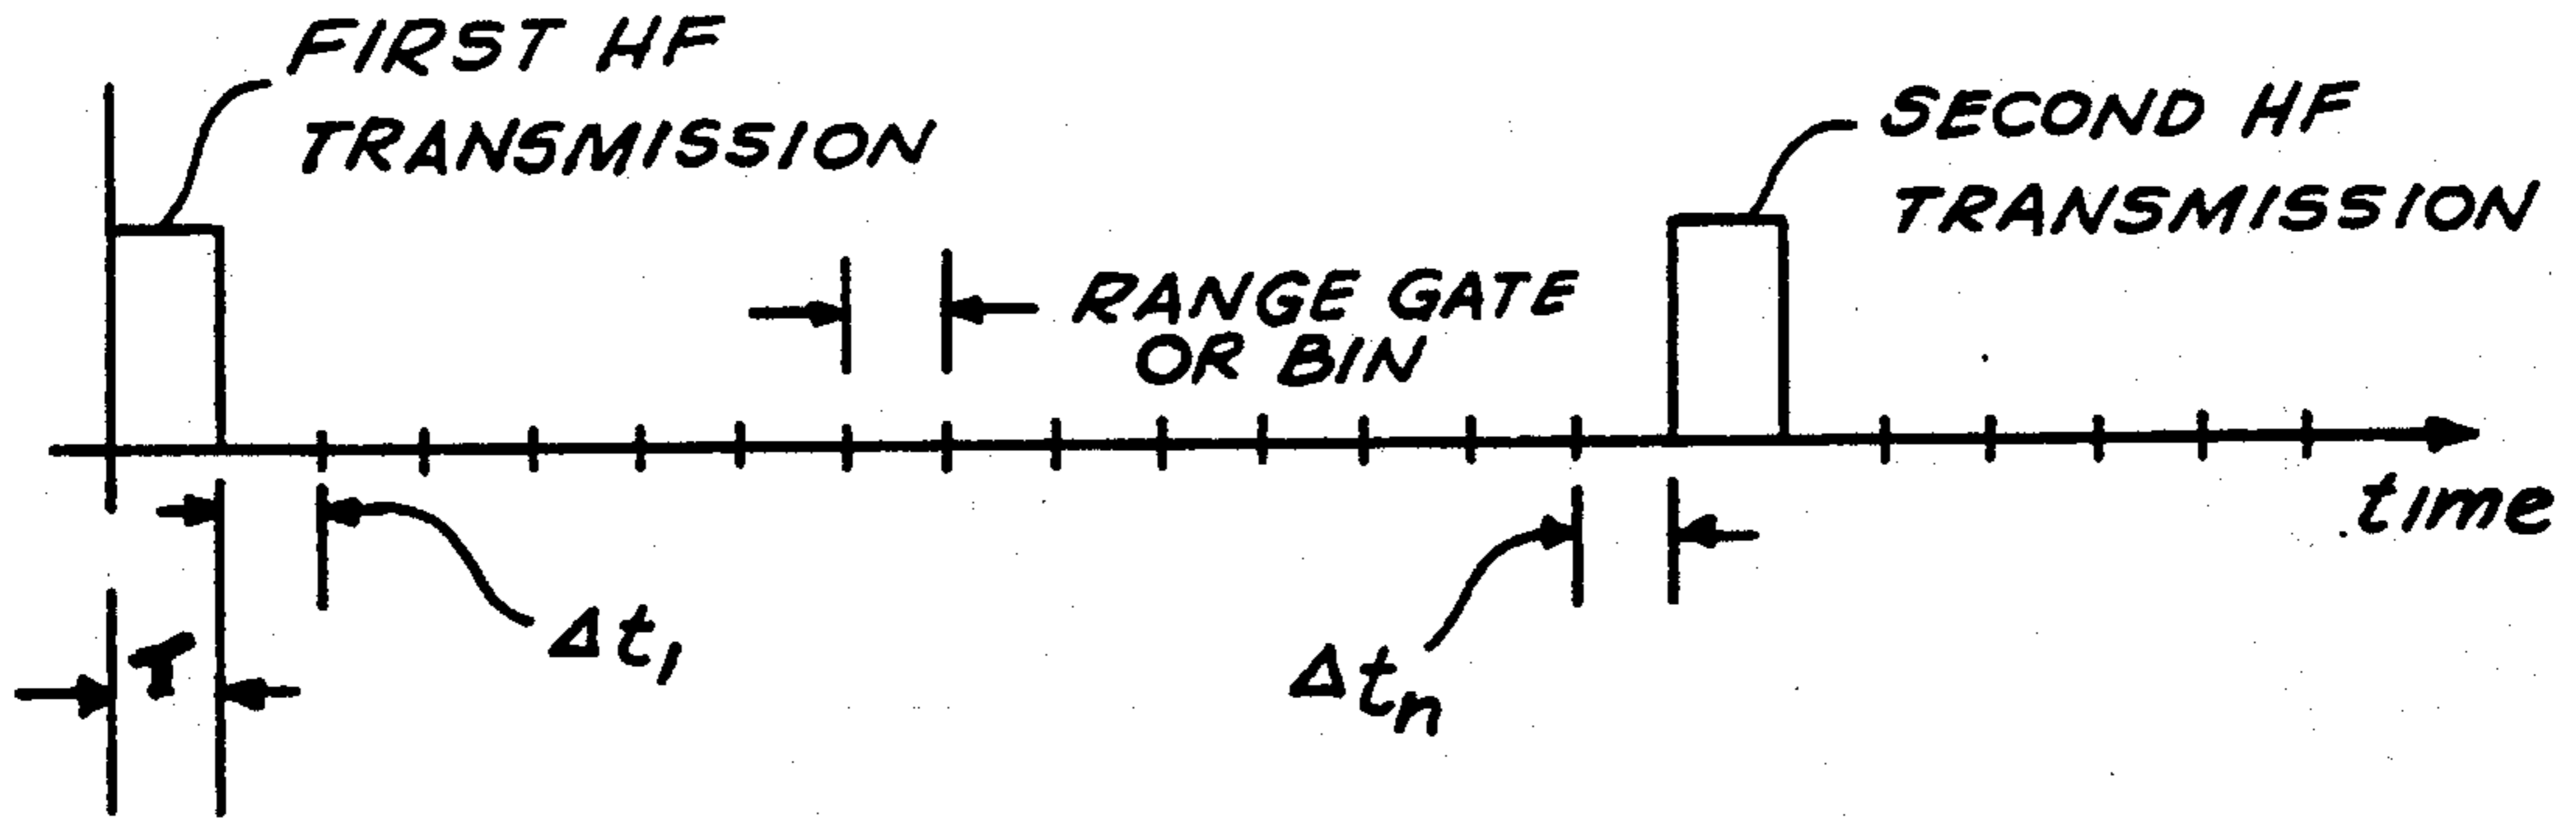 FIRST HF
TRANSMISSION
SECOND HF
TRANSMISSION
RANGE GATE
OR BIN
time
Δt₁
T
Δtₙ